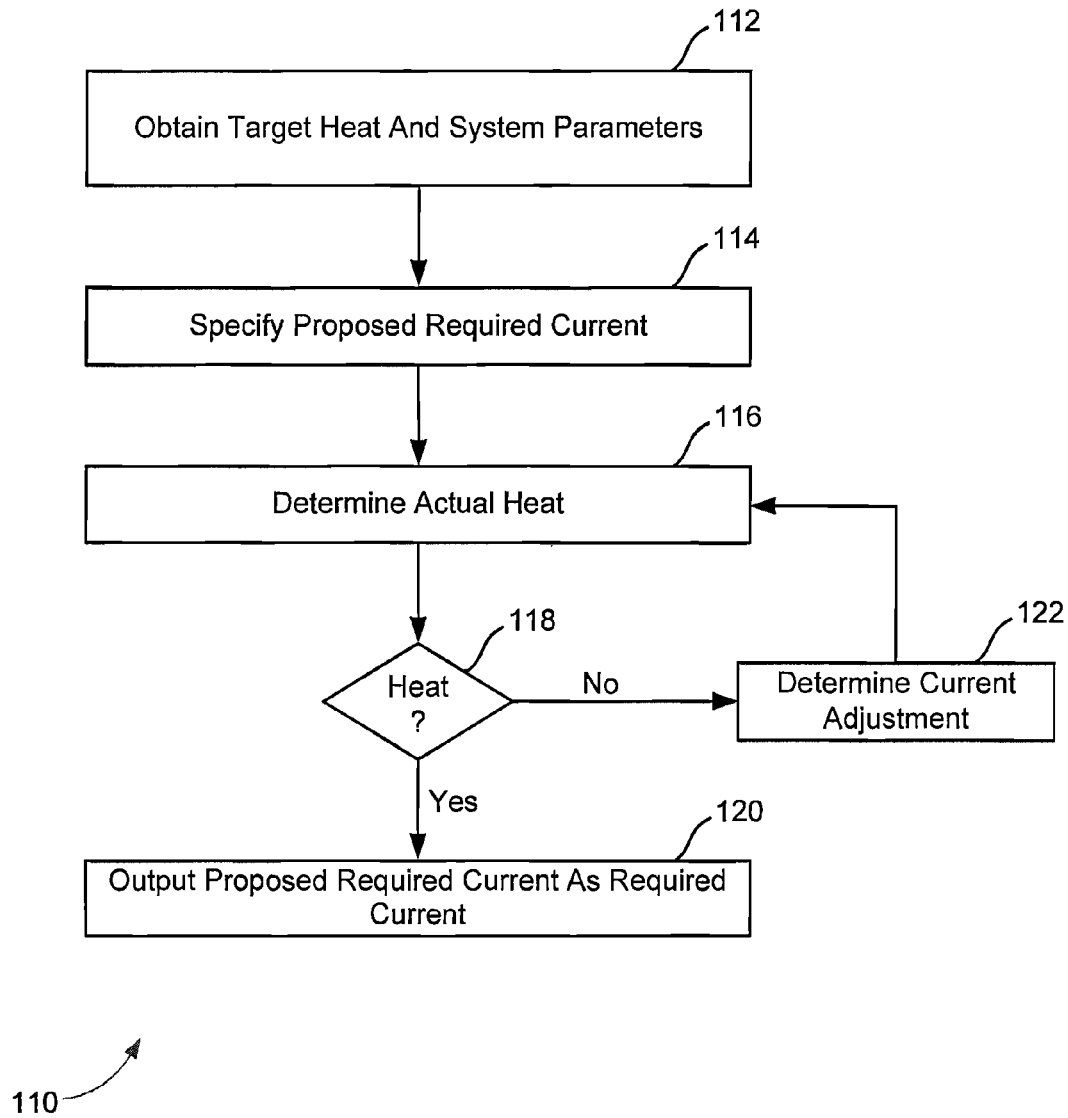 112
Obtain Target Heat And System Parameters
114
Specify Proposed Required Current
116
Determine Actual Heat
118
Heat
?
No
122
Determine Current
Adjustment
Yes
120
Output Proposed Required Current As Required
Current
110